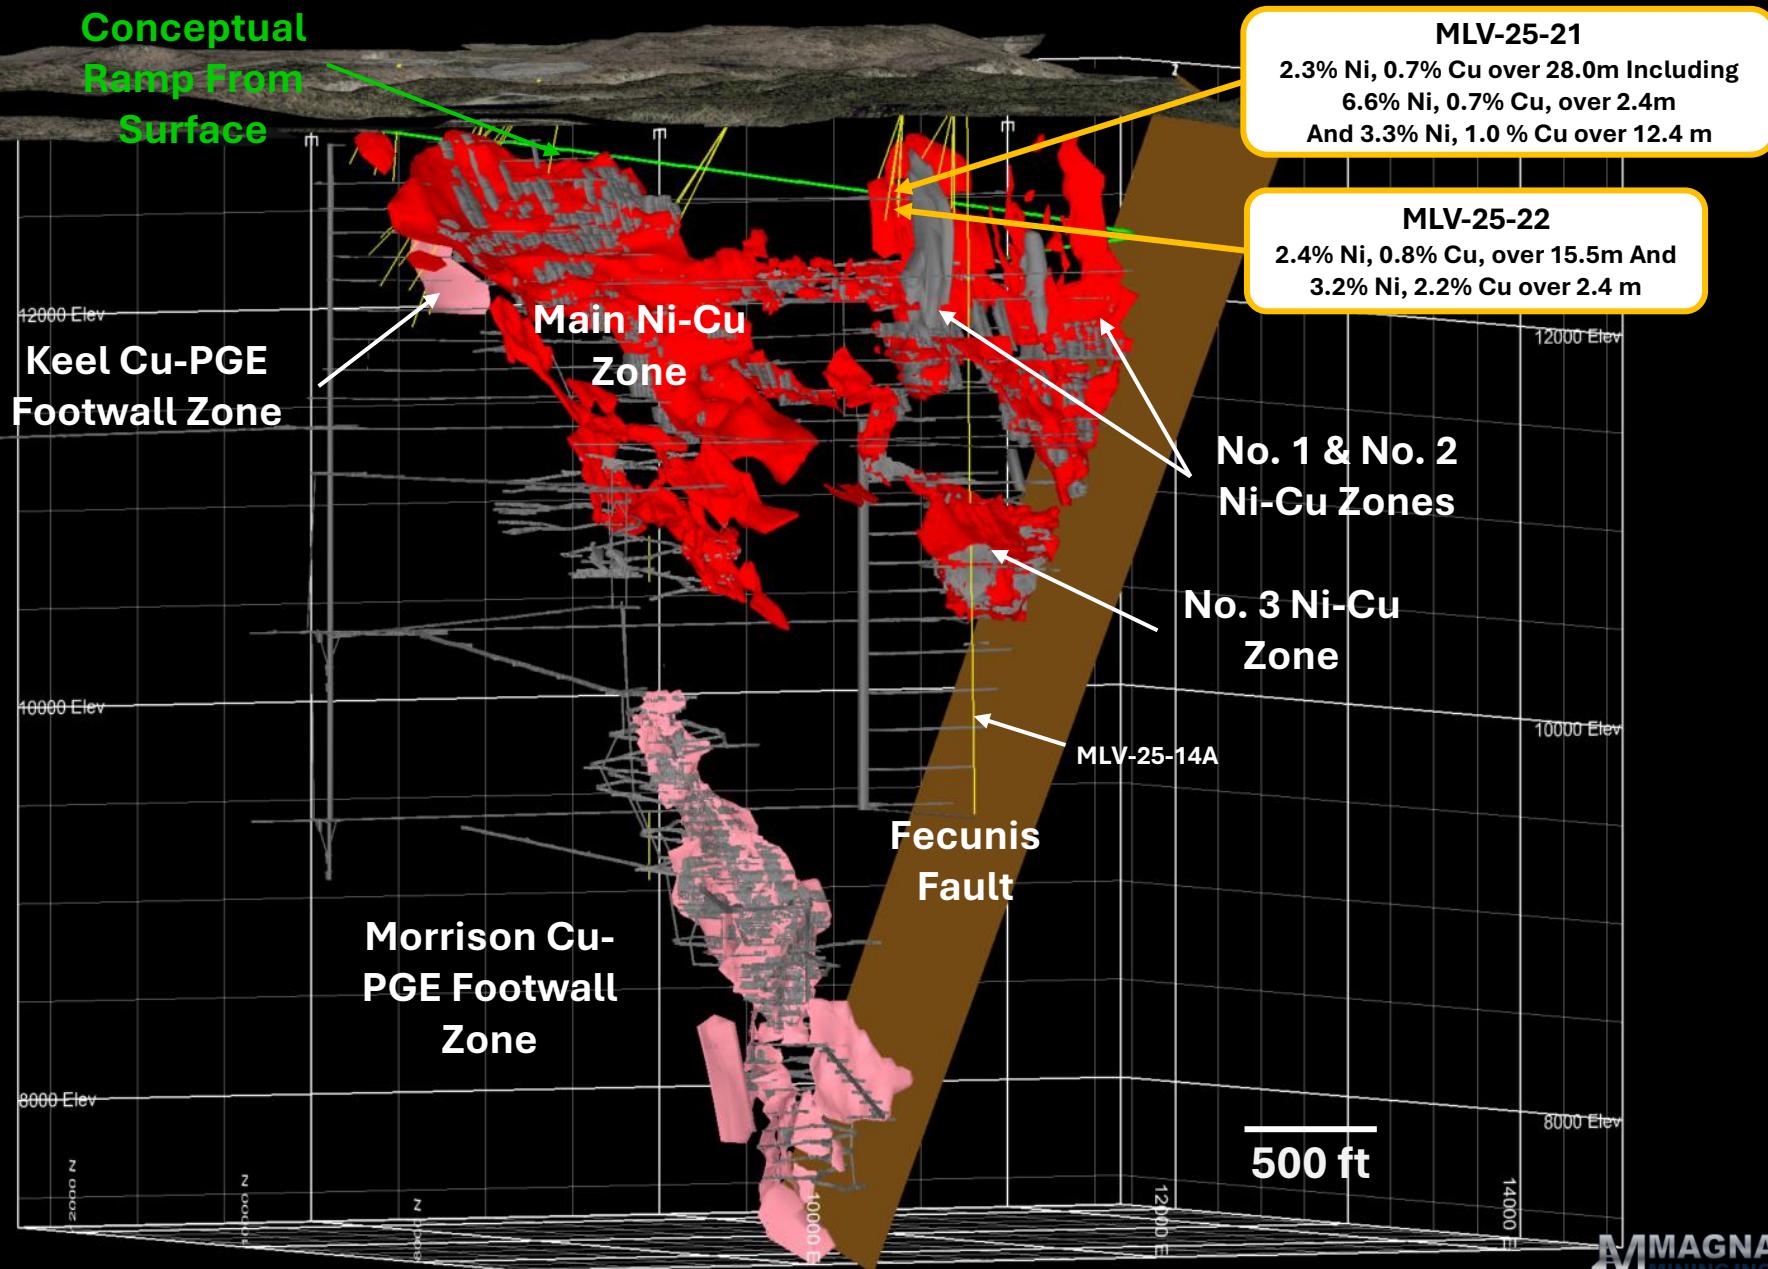 Conceptual
Ramp From
Surface
MLV-25-21
2.3% Ni, 0.7% Cu over 28.0m Including
6.6% Ni, 0.7% Cu, over 2.4m
And 3.3% Ni, 1.0 % Cu over 12.4 m
MLV-25-22
2.4% Ni, 0.8% Cu, over 15.5m And
3.2% Ni, 2.2% Cu over 2.4 m
12000 Elev
12000 Elev
Main Ni-Cu
Zone
Keel Cu-PGE
Footwall Zone
No. 1 & No. 2
Ni-Cu Zones
No. 3 Ni-Cu
Zone
10000 Elev
10000 Elev
MLV-25-14A
Fecunis
Fault
Morrison Cu-
PGE Footwall
Zone
8000 Elev
8000 Elev
500 ft
10000 E
12000 E
14000 E
MAGNA
MINING INC